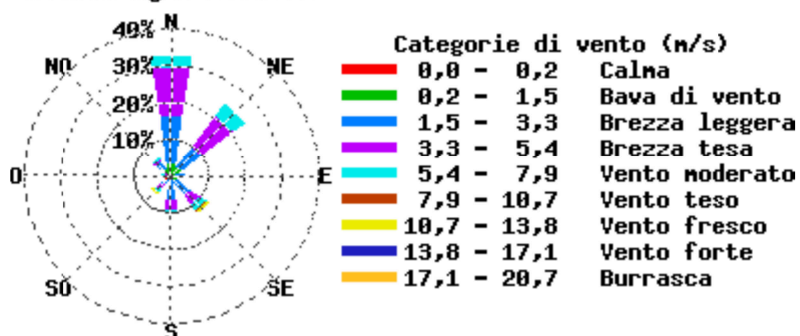 N
40%
30%
20%
10%
NO
NE
O
E
SO
SE
S
Categorie di vento (m/s)
0,0 - 0,2 Calma
0,2 - 1,5 Bava di vento
1,5 - 3,3 Brezza leggera
3,3 - 5,4 Brezza tesa
5,4 - 7,9 Vento moderato
7,9 - 10,7 Vento teso
10,7 - 13,8 Vento fresco
13,8 - 17,1 Vento forte
17,1 - 20,7 Burrasca